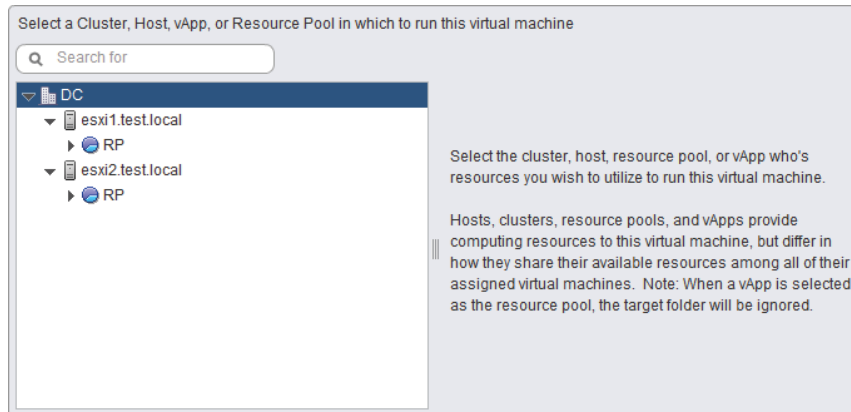 Select a Cluster, Host, vApp, or Resource Pool in which to run this virtual machine
Search for
DC
esxi1.test.local
RP
esxi2.test.local
RP
Select the cluster, host, resource pool, or vApp who's
resources you wish to utilize to run this virtual machine.
Hosts, clusters, resource pools, and vApps provide
computing resources to this virtual machine, but differ in
how they share their available resources among all of their
assigned virtual machines. Note: When a vApp is selected
as the resource pool, the target folder will be ignored.